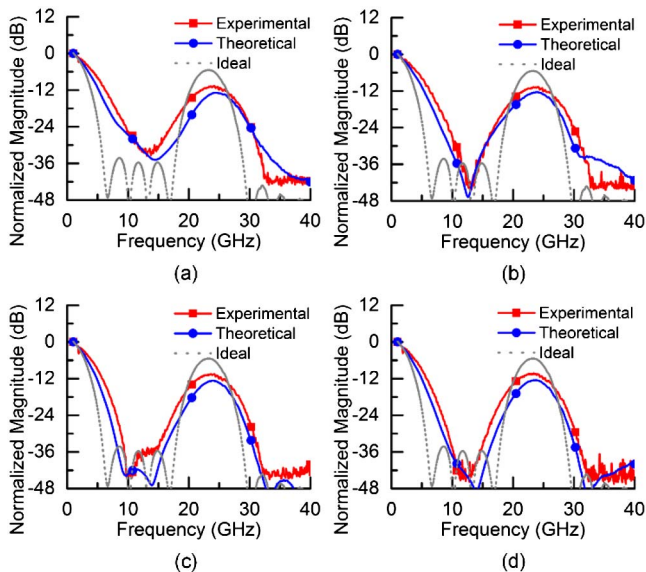 12
0
-12
-24
-36
-48
Normalized Magnitude (dB)
Experimental
Theoretical
Ideal
0 10 20 30 40
Frequency (GHz)
(a)
12
0
-12
-24
-36
-48
Normalized Magnitude (dB)
Experimental
Theoretical
Ideal
0 10 20 30 40
Frequency (GHz)
(b)
12
0
-12
-24
-36
-48
Normalized Magnitude (dB)
Experimental
Theoretical
Ideal
0 10 20 30 40
Frequency (GHz)
(c)
12
0
-12
-24
-36
-48
Normalized Magnitude (dB)
Experimental
Theoretical
Ideal
0 10 20 30 40
Frequency (GHz)
(d)